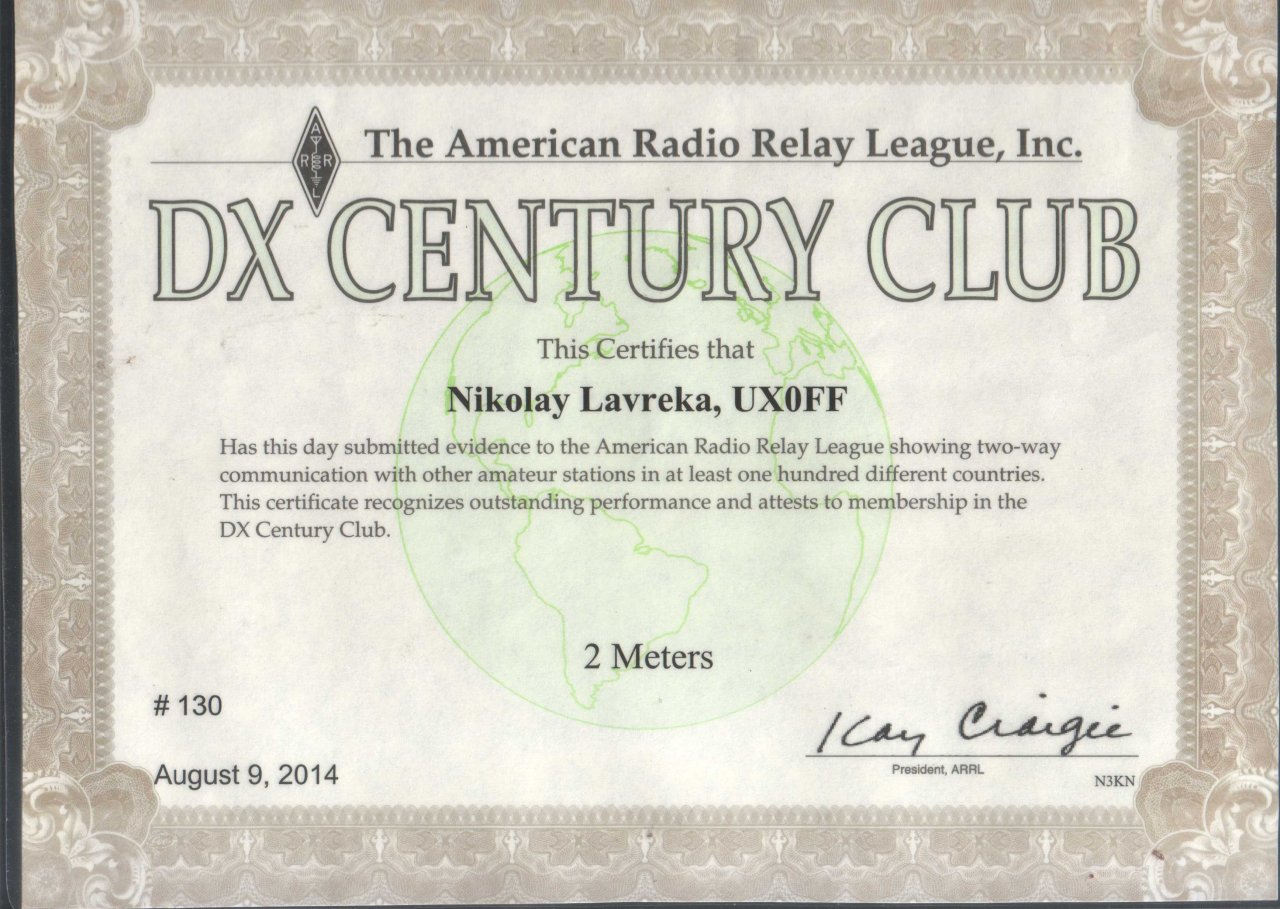 A
R R
L
The American Radio Relay League, Inc.
DX CENTURY CLUB
This Certifies that
Nikolay Lavreka, UX0FF
Has this day submitted evidence to the American Radio Relay League showing two-way
communication with other amateur stations in at least one hundred different countries.
This certificate recognizes outstanding performance and attests to membership in the
DX Century Club.
2 Meters
# 130
Kay Craigie
August 9, 2014
President, ARRL
N3KN